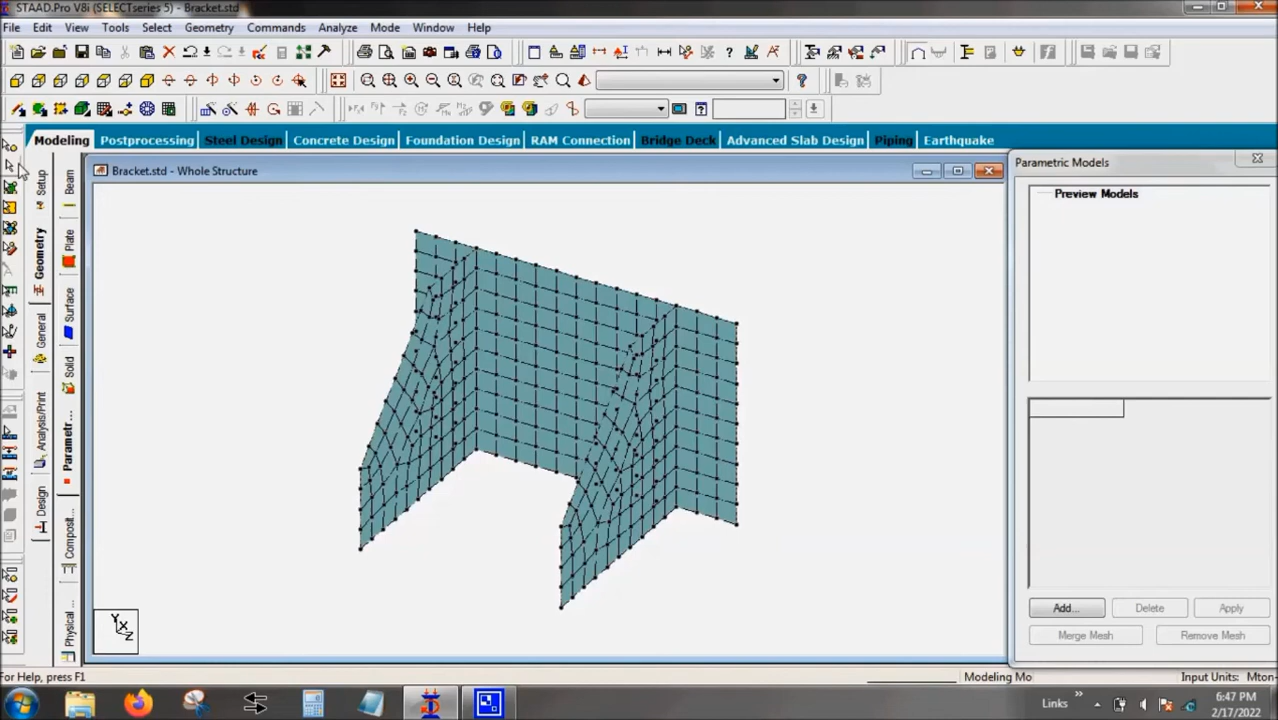 STAAD.Pro V8i (SELECTseries 5) - Bracket.std
File Edit View Tools Select Geometry Commands Analyze Mode Window Help
Modeling Postprocessing Steel Design Concrete Design Foundation Design RAM Connection Bridge Deck Advanced Slab Design Piping Earthquake
Setup
Geometry
General
Analysis/Print
Design
Beam
Plate
Surface
Solid
Parametr...
Composit...
Physical
Bracket.std - Whole Structure
Y
X
Z
Parametric Models
Preview Models
Add... Delete Apply
Merge Mesh Remove Mesh
For Help, press F1
Modeling Mo
Input Units: Mton-
Links
6:47 PM
2/17/2022